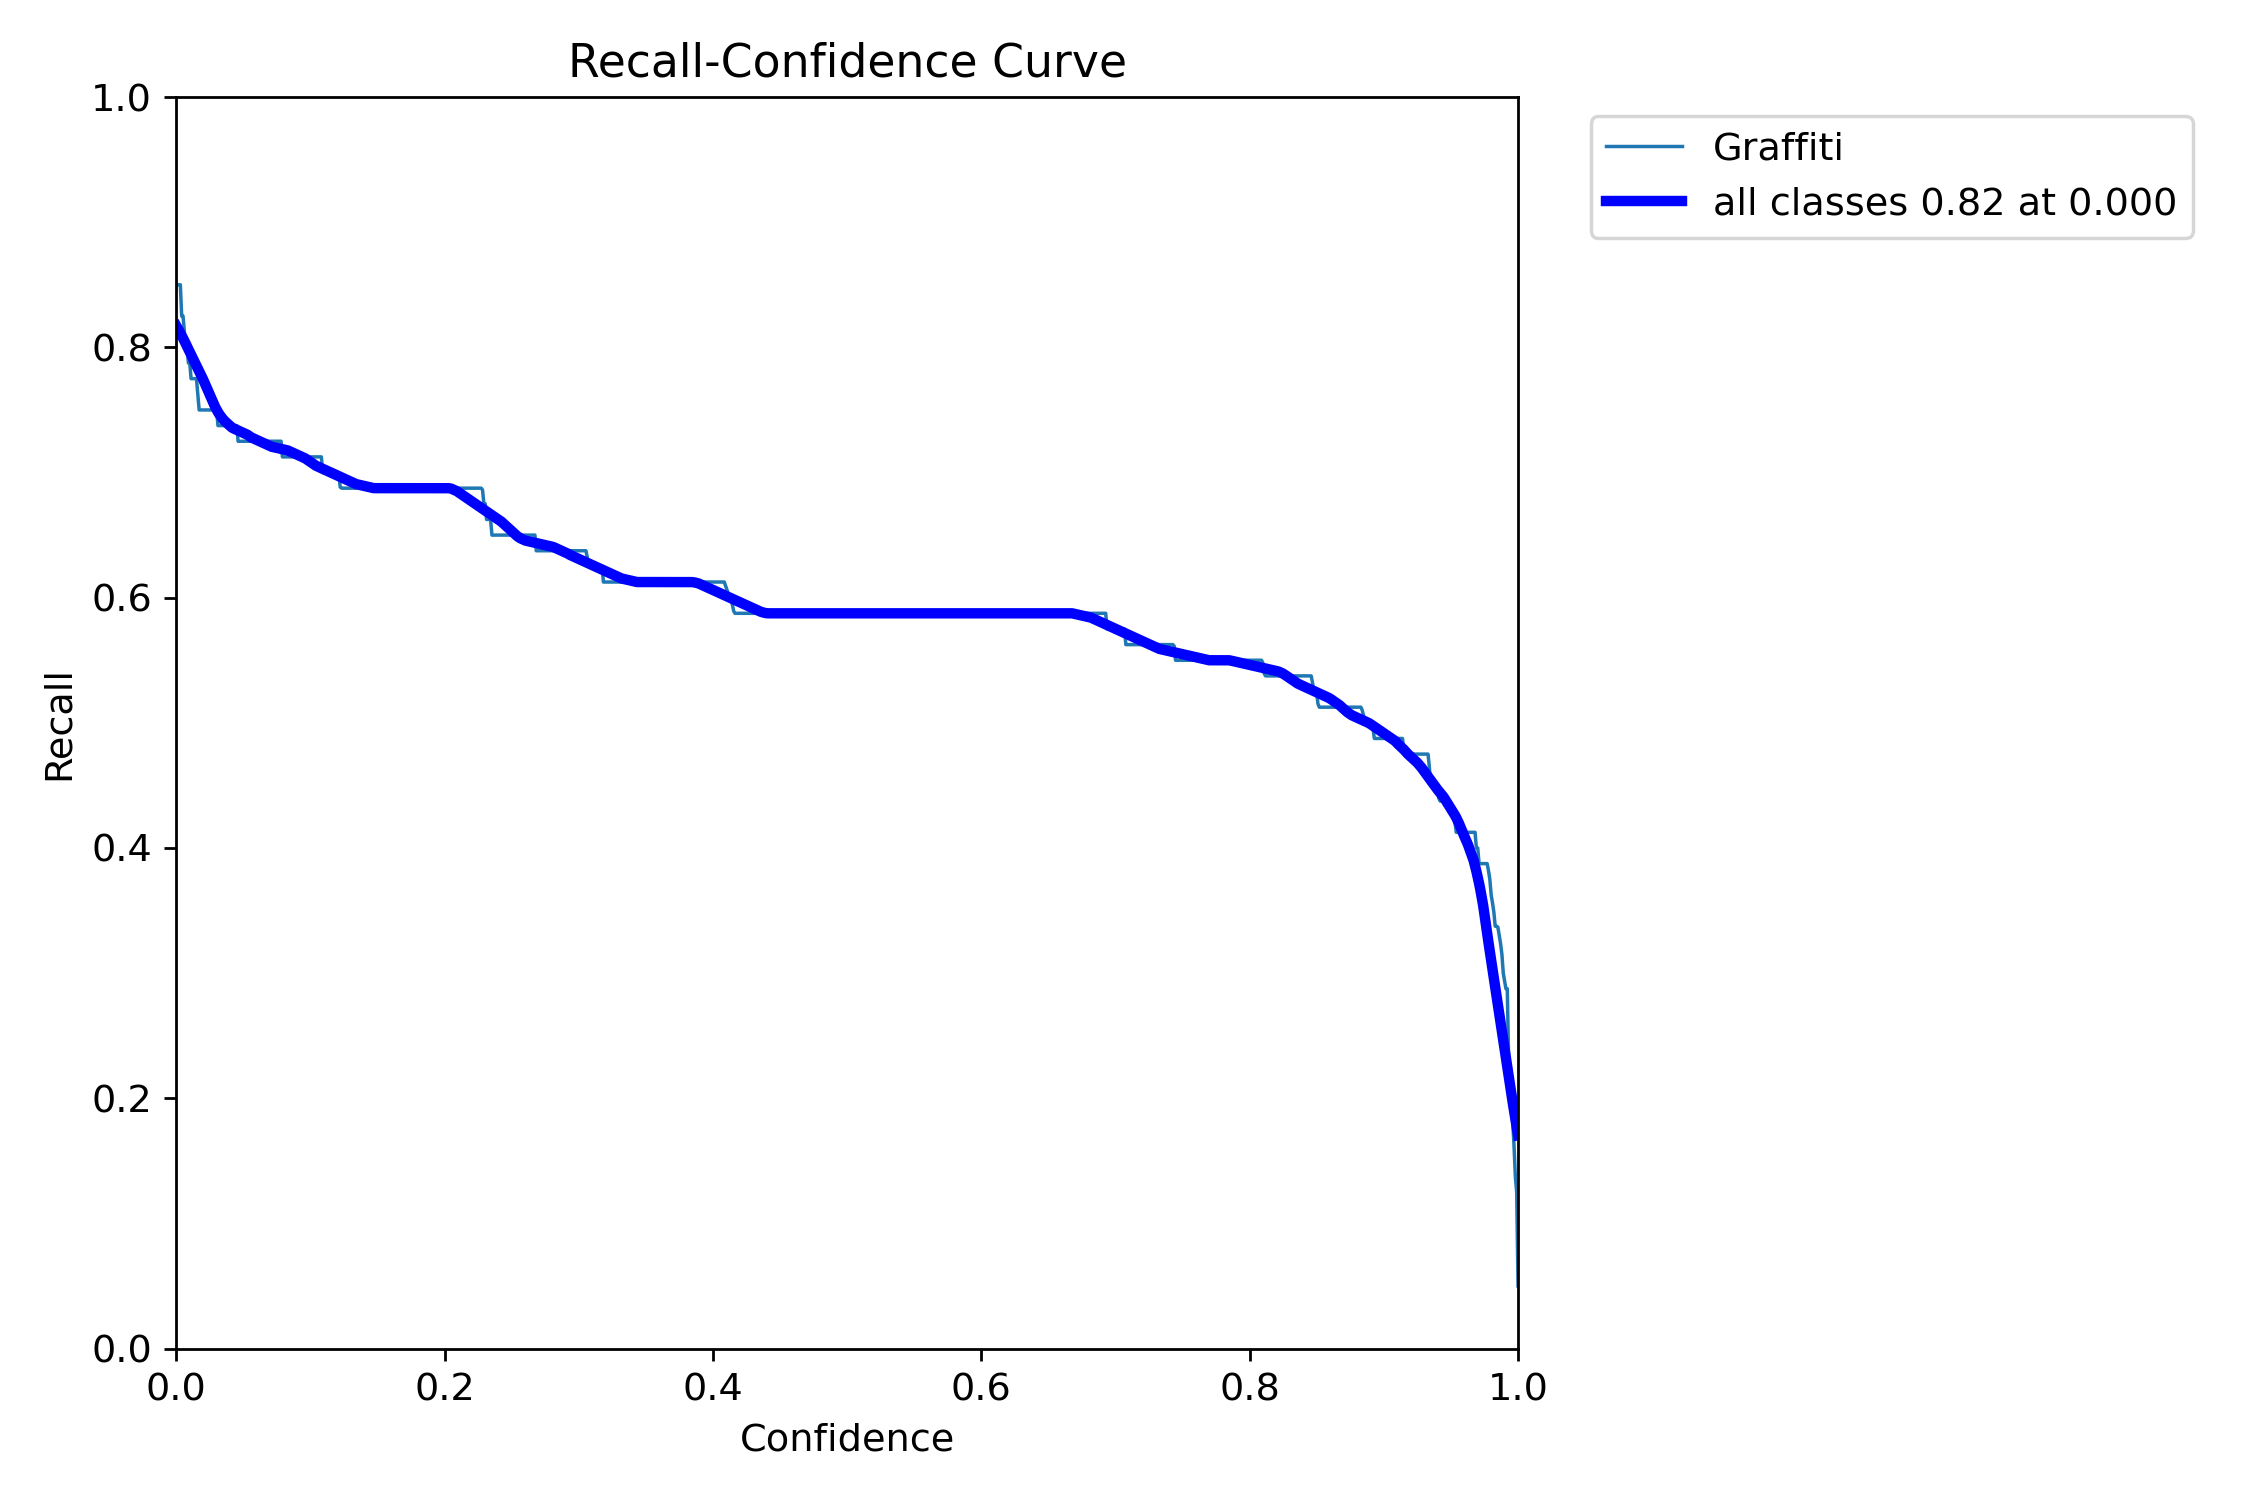 Recall-Confidence Curve
1.0
0.8
0.6
0.4
0.2
0.0
Recall
0.0 0.2 0.4 0.6 0.8 1.0
Confidence
Graffiti
all classes 0.82 at 0.000